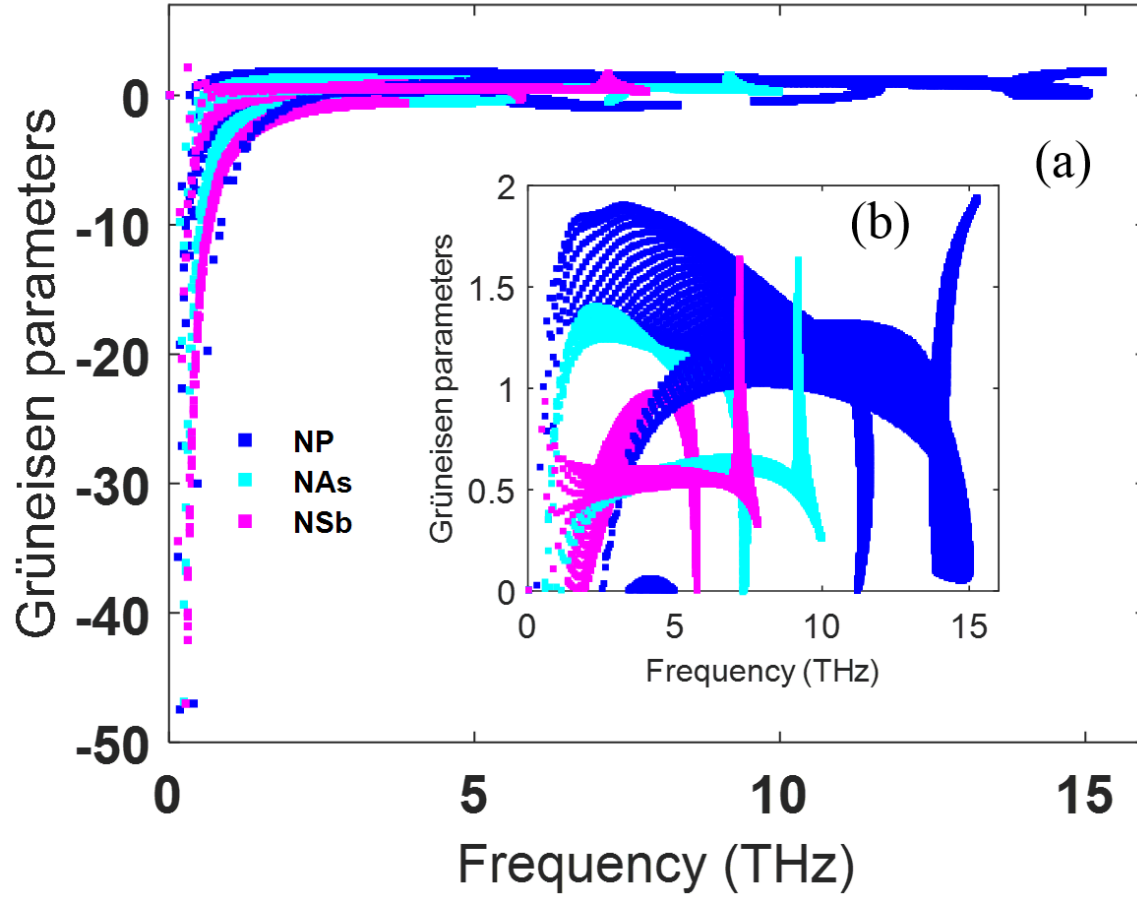 Grüneisen parameters
0
-10
-20
-30
-40
-50
0
5
10
15
Frequency (THz)
NP
NAs
NSb
(a)
(b)
Grüneisen parameters
2
1.5
1
0.5
0
0
5
10
15
Frequency (THz)